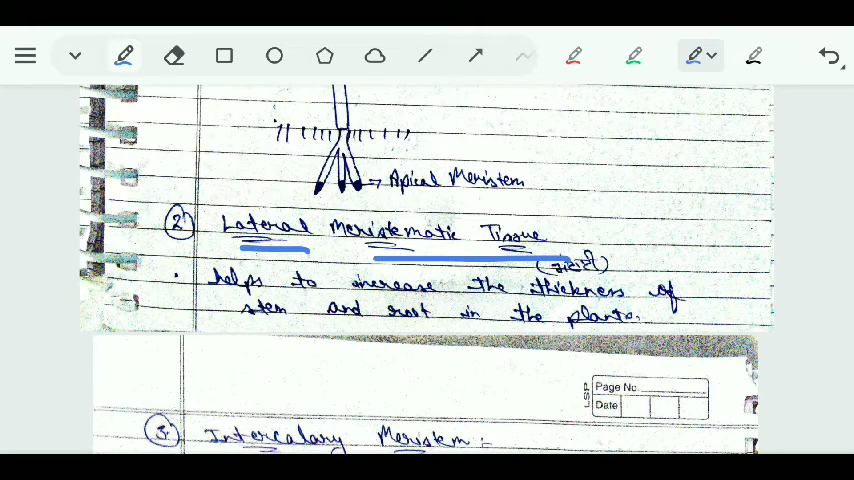 Apical Meristem
2) Lateral Meristematic Tissue
helps to increase the thickness of
stem and root in the plants.
LSP
Page No.
Date
3. Intercalary Meristem :-